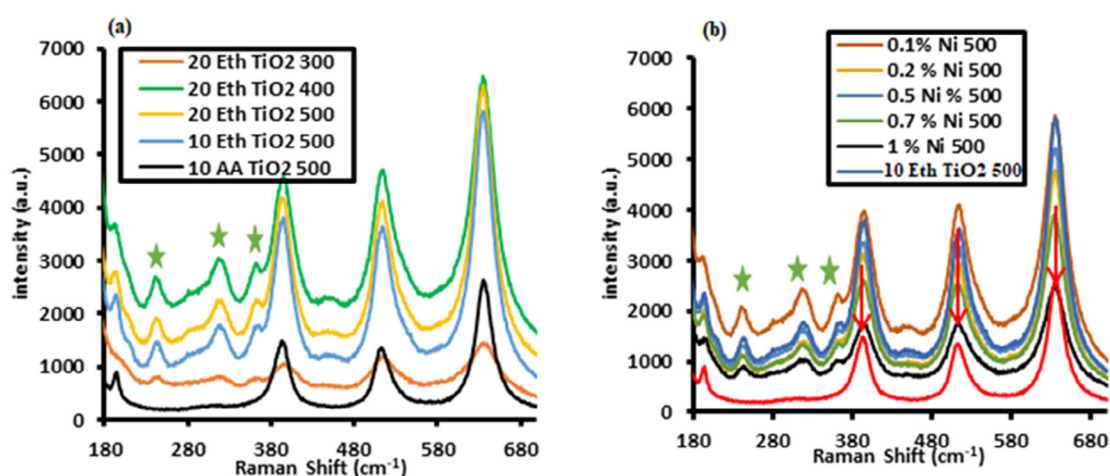 (a)
7000
6000
5000
4000
3000
2000
1000
0
intensity (a.u.)
20 Eth TiO2 300
20 Eth TiO2 400
20 Eth TiO2 500
10 Eth TiO2 500
10 AA TiO2 500
180 280 380 480 580 680
Raman Shift (cm⁻¹)
(b)
7000
6000
5000
4000
3000
2000
1000
0
intensity (a.u.)
0.1% Ni 500
0.2 % Ni 500
0.5 Ni % 500
0.7 % Ni 500
1 % Ni 500
10 Eth TiO2 500
180 280 380 480 580 680
Raman Shift (cm⁻¹)